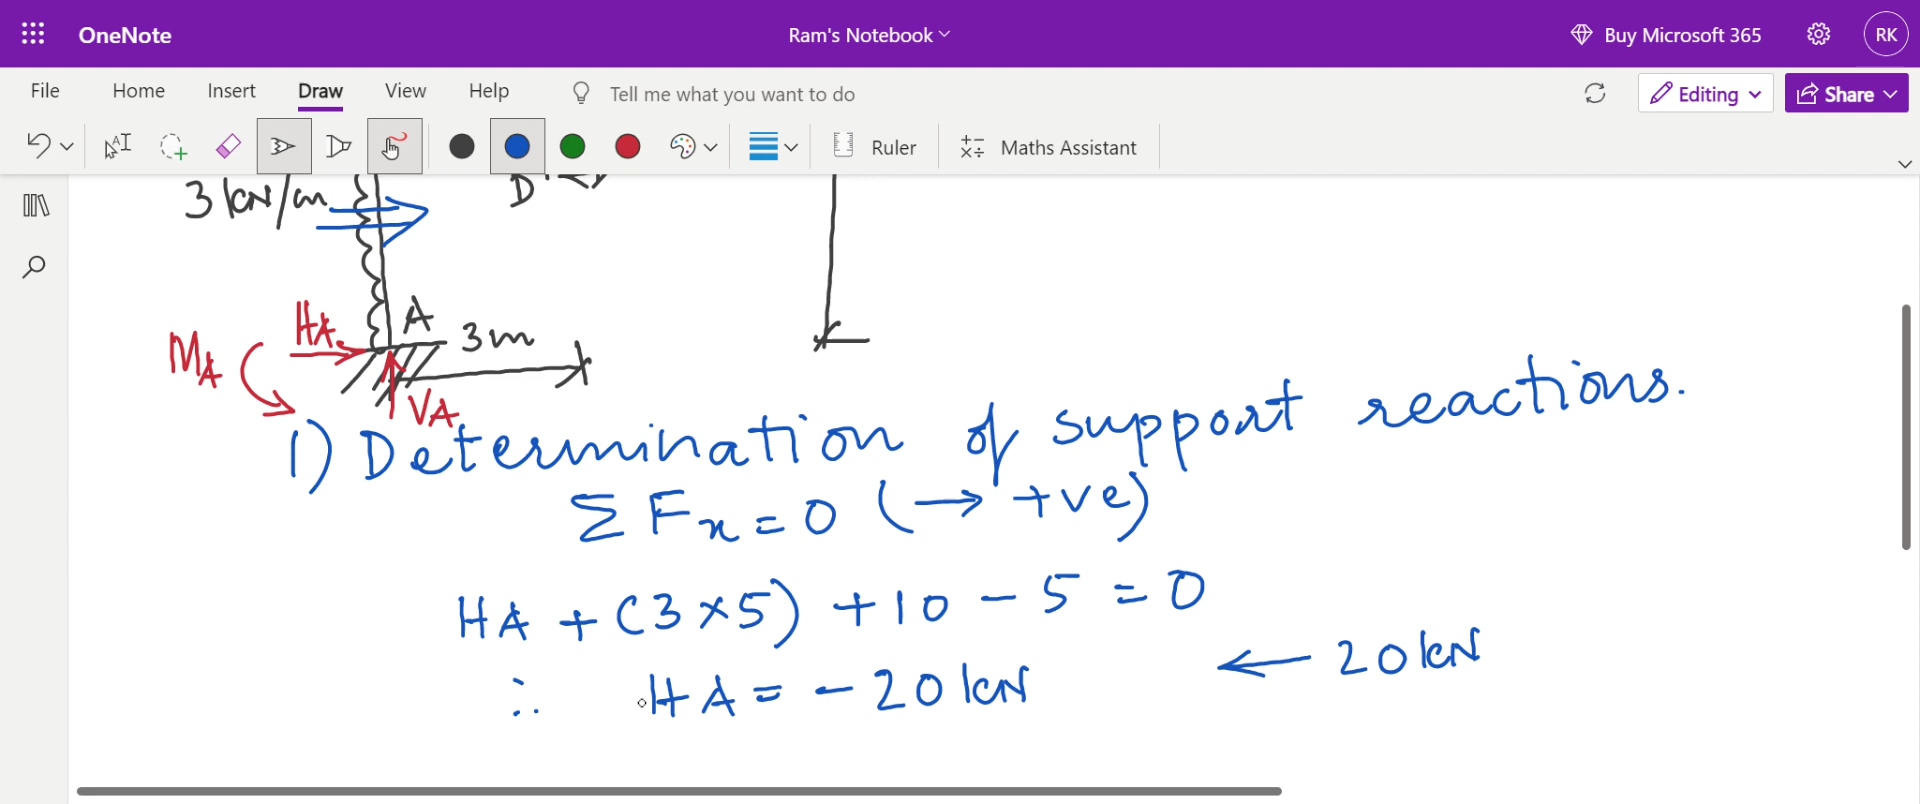 OneNote
Ram's Notebook
Buy Microsoft 365
RK
File Home Insert Draw View Help
Tell me what you want to do
Editing
Share
Ruler
Maths Assistant
3 kN/m
D
HA
A
3m
MA
VA
1) Determination of support reactions.
Σ Fx = 0 (→ +ve)
HA + (3 × 5) + 10 - 5 = 0
∴ HA = - 20 kN
← 20 kN